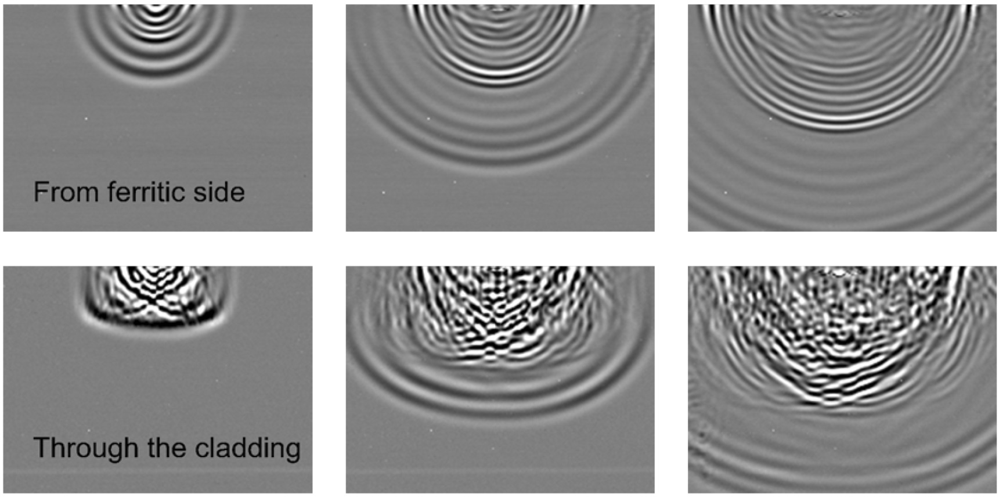 From ferritic side
Through the cladding